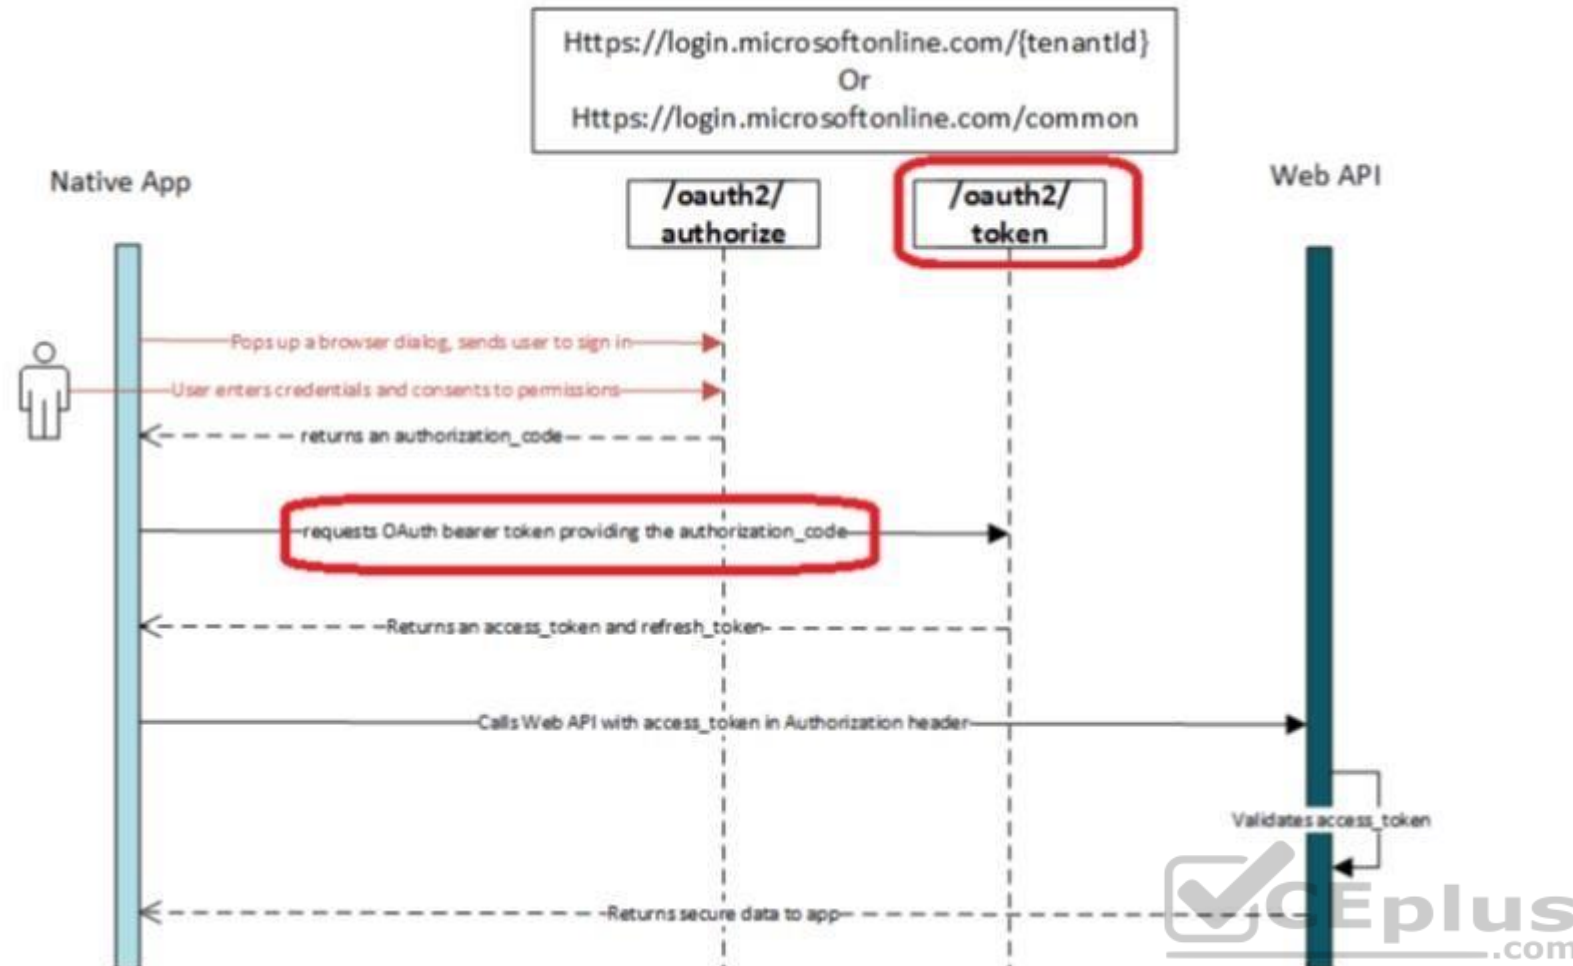 Https://login.microsoftonline.com/{tenantId}
Or
Https://login.microsoftonline.com/common
Native App
/oauth2/
authorize
/oauth2/
token
Web API
Pops up a browser dialog, sends user to sign in
User enters credentials and consents to permissions
returns an authorization_code
requests OAuth bearer token providing the authorization_code
Returns an access_token and refresh_token
Calls Web API with access_token in Authorization header
Validates access_token
Returns secure data to app
CEplus
.com